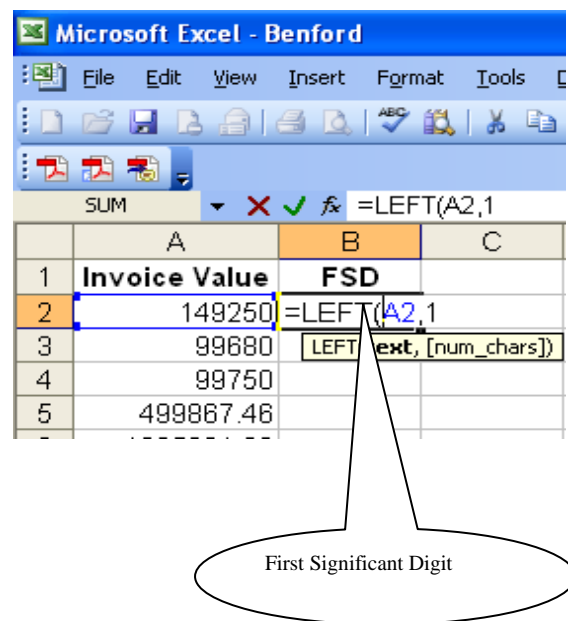 Microsoft Excel - Benford
File Edit View Insert Format Tools
SUM =LEFT(A2,1
A B C
1 Invoice Value FSD
2 149250 =LEFT(A2,1
3 99680 LEFT( ext, [num_chars])
4 99750
5 499867.46
First Significant Digit